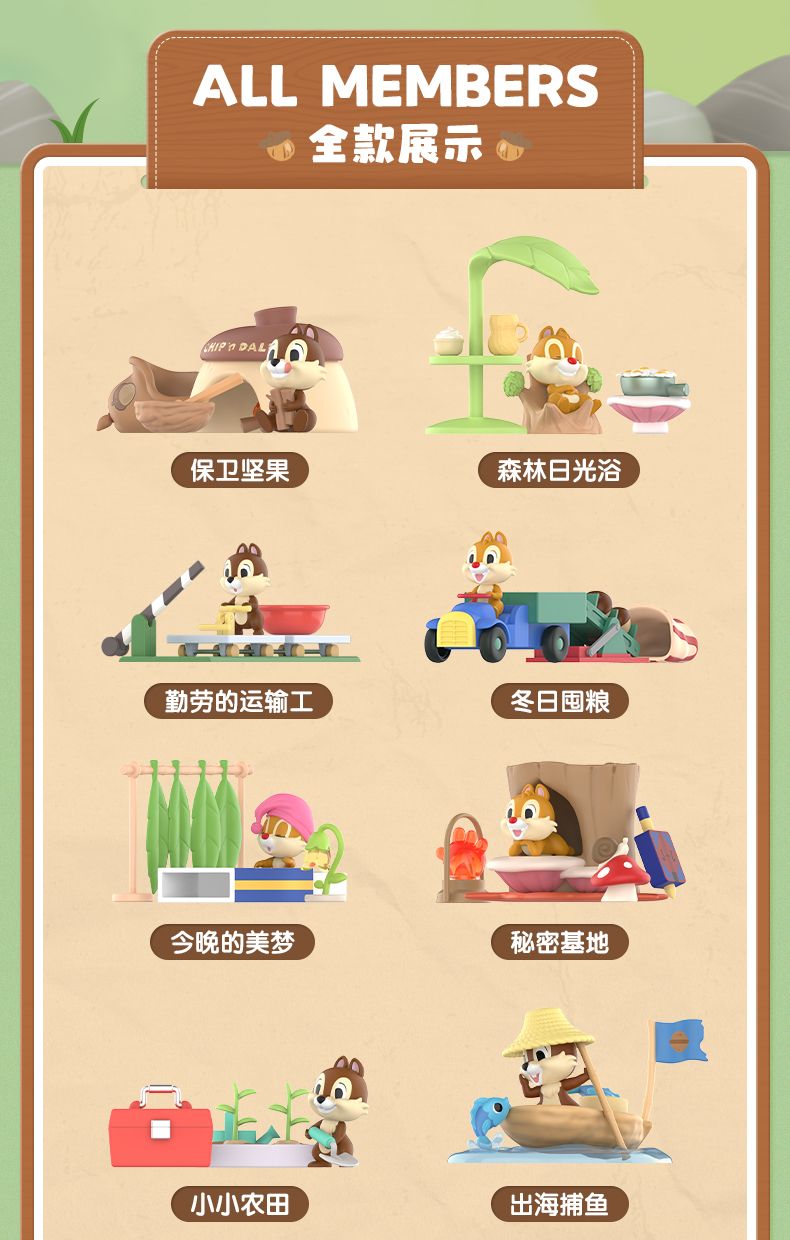 ALL MEMBERS
全款展示
CHIP 'n DAL
保卫坚果
森林日光浴
勤劳的运输工
冬日囤粮
今晚的美梦
秘密基地
小小农田
出海捕鱼